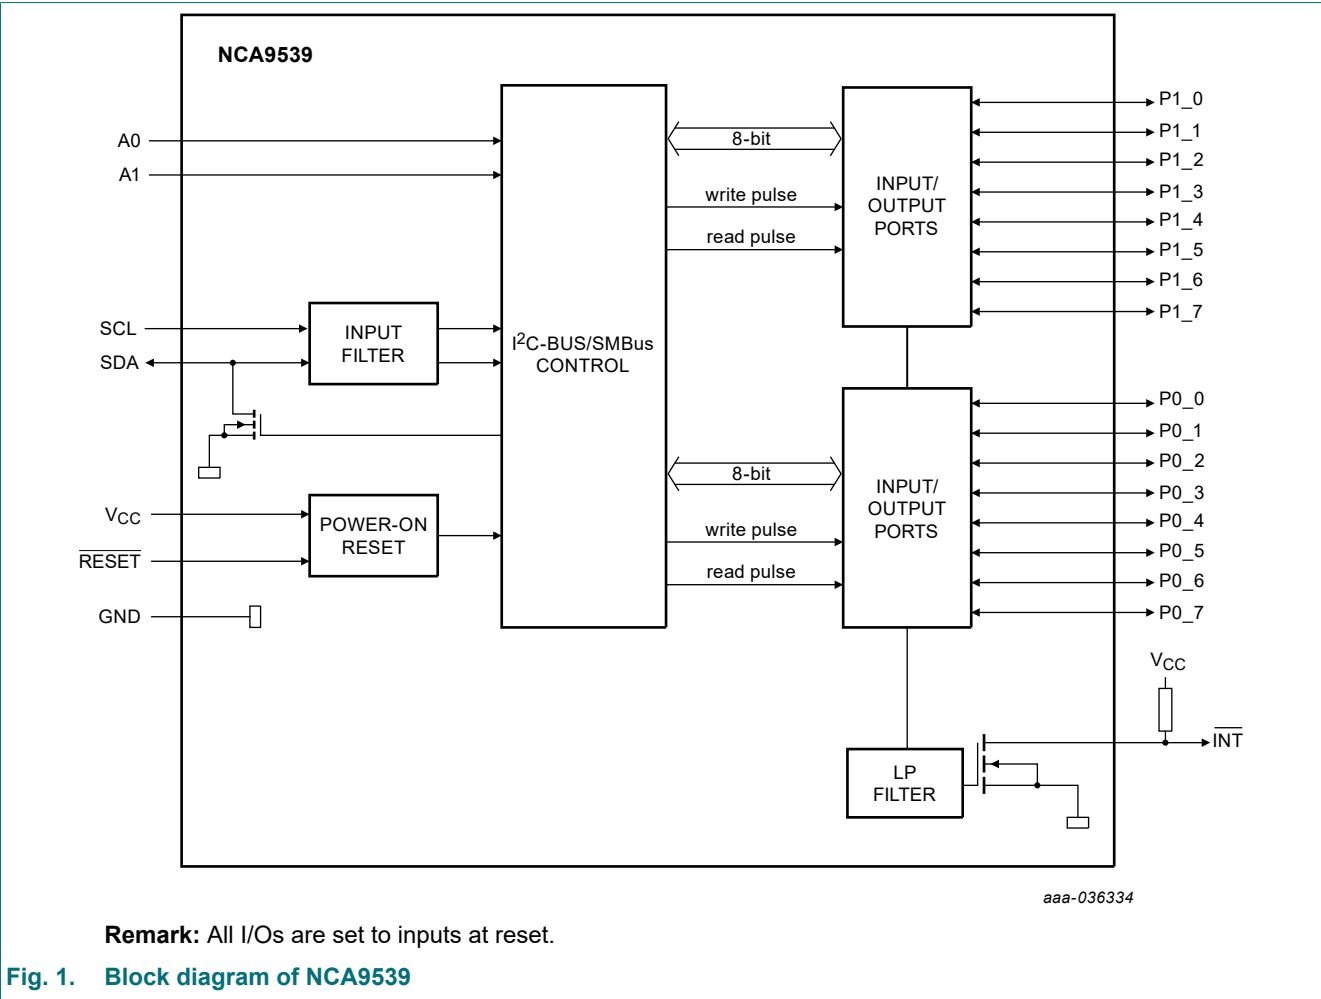 NCA9539
A0
A1
SCL
SDA
VCC
RESET
GND
INPUT
FILTER
POWER-ON
RESET
I2C-BUS/SMBus
CONTROL
8-bit
write pulse
read pulse
INPUT/
OUTPUT
PORTS
P1_0
P1_1
P1_2
P1_3
P1_4
P1_5
P1_6
P1_7
8-bit
write pulse
read pulse
INPUT/
OUTPUT
PORTS
P0_0
P0_1
P0_2
P0_3
P0_4
P0_5
P0_6
P0_7
VCC
INT
LP
FILTER
aaa-036334
Remark: All I/Os are set to inputs at reset.
Fig. 1. Block diagram of NCA9539